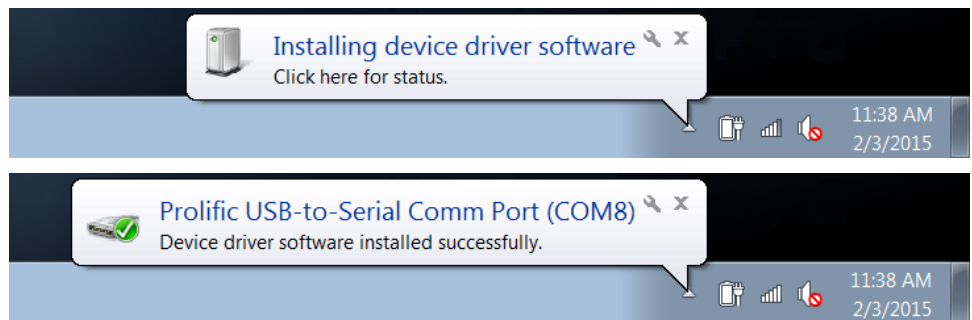 Installing device driver software
Click here for status.
11:38 AM
2/3/2015
Prolific USB-to-Serial Comm Port (COM8)
Device driver software installed successfully.
11:38 AM
2/3/2015